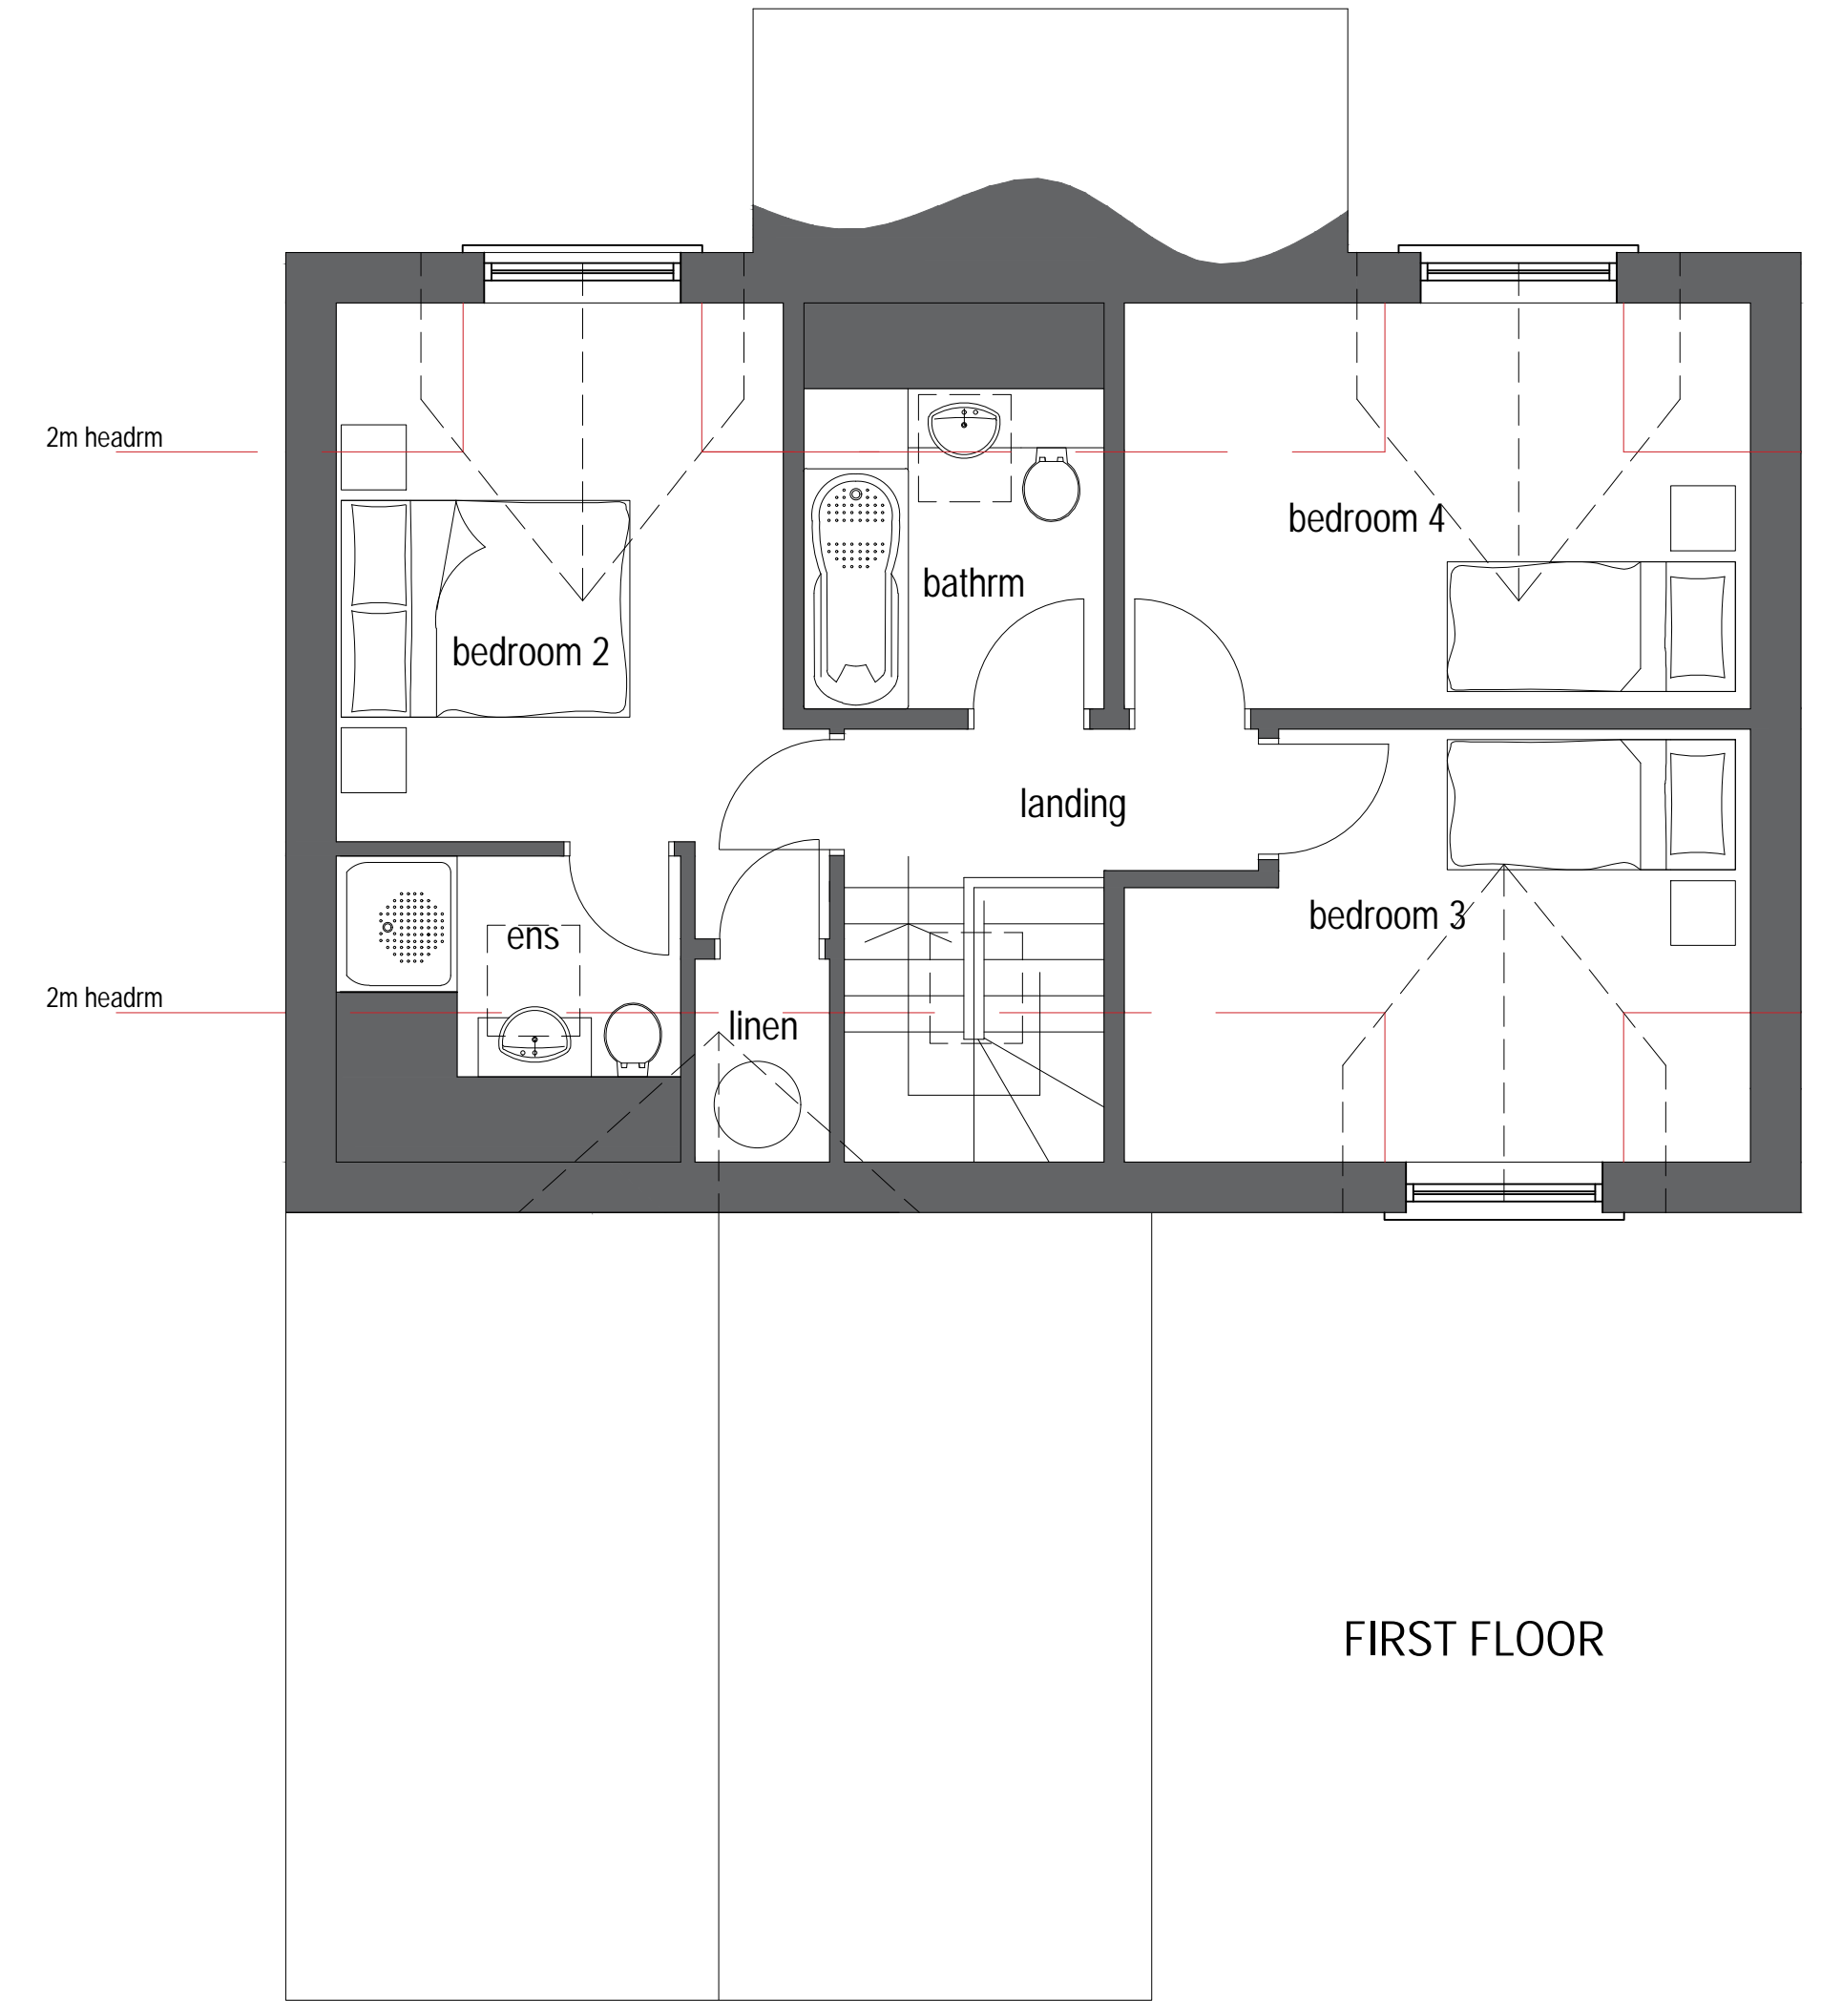 2m headrm
bedroom 4
bathrm
bedroom 2
landing
bedroom 3
ens
2m headrm
linen
FIRST FLOOR